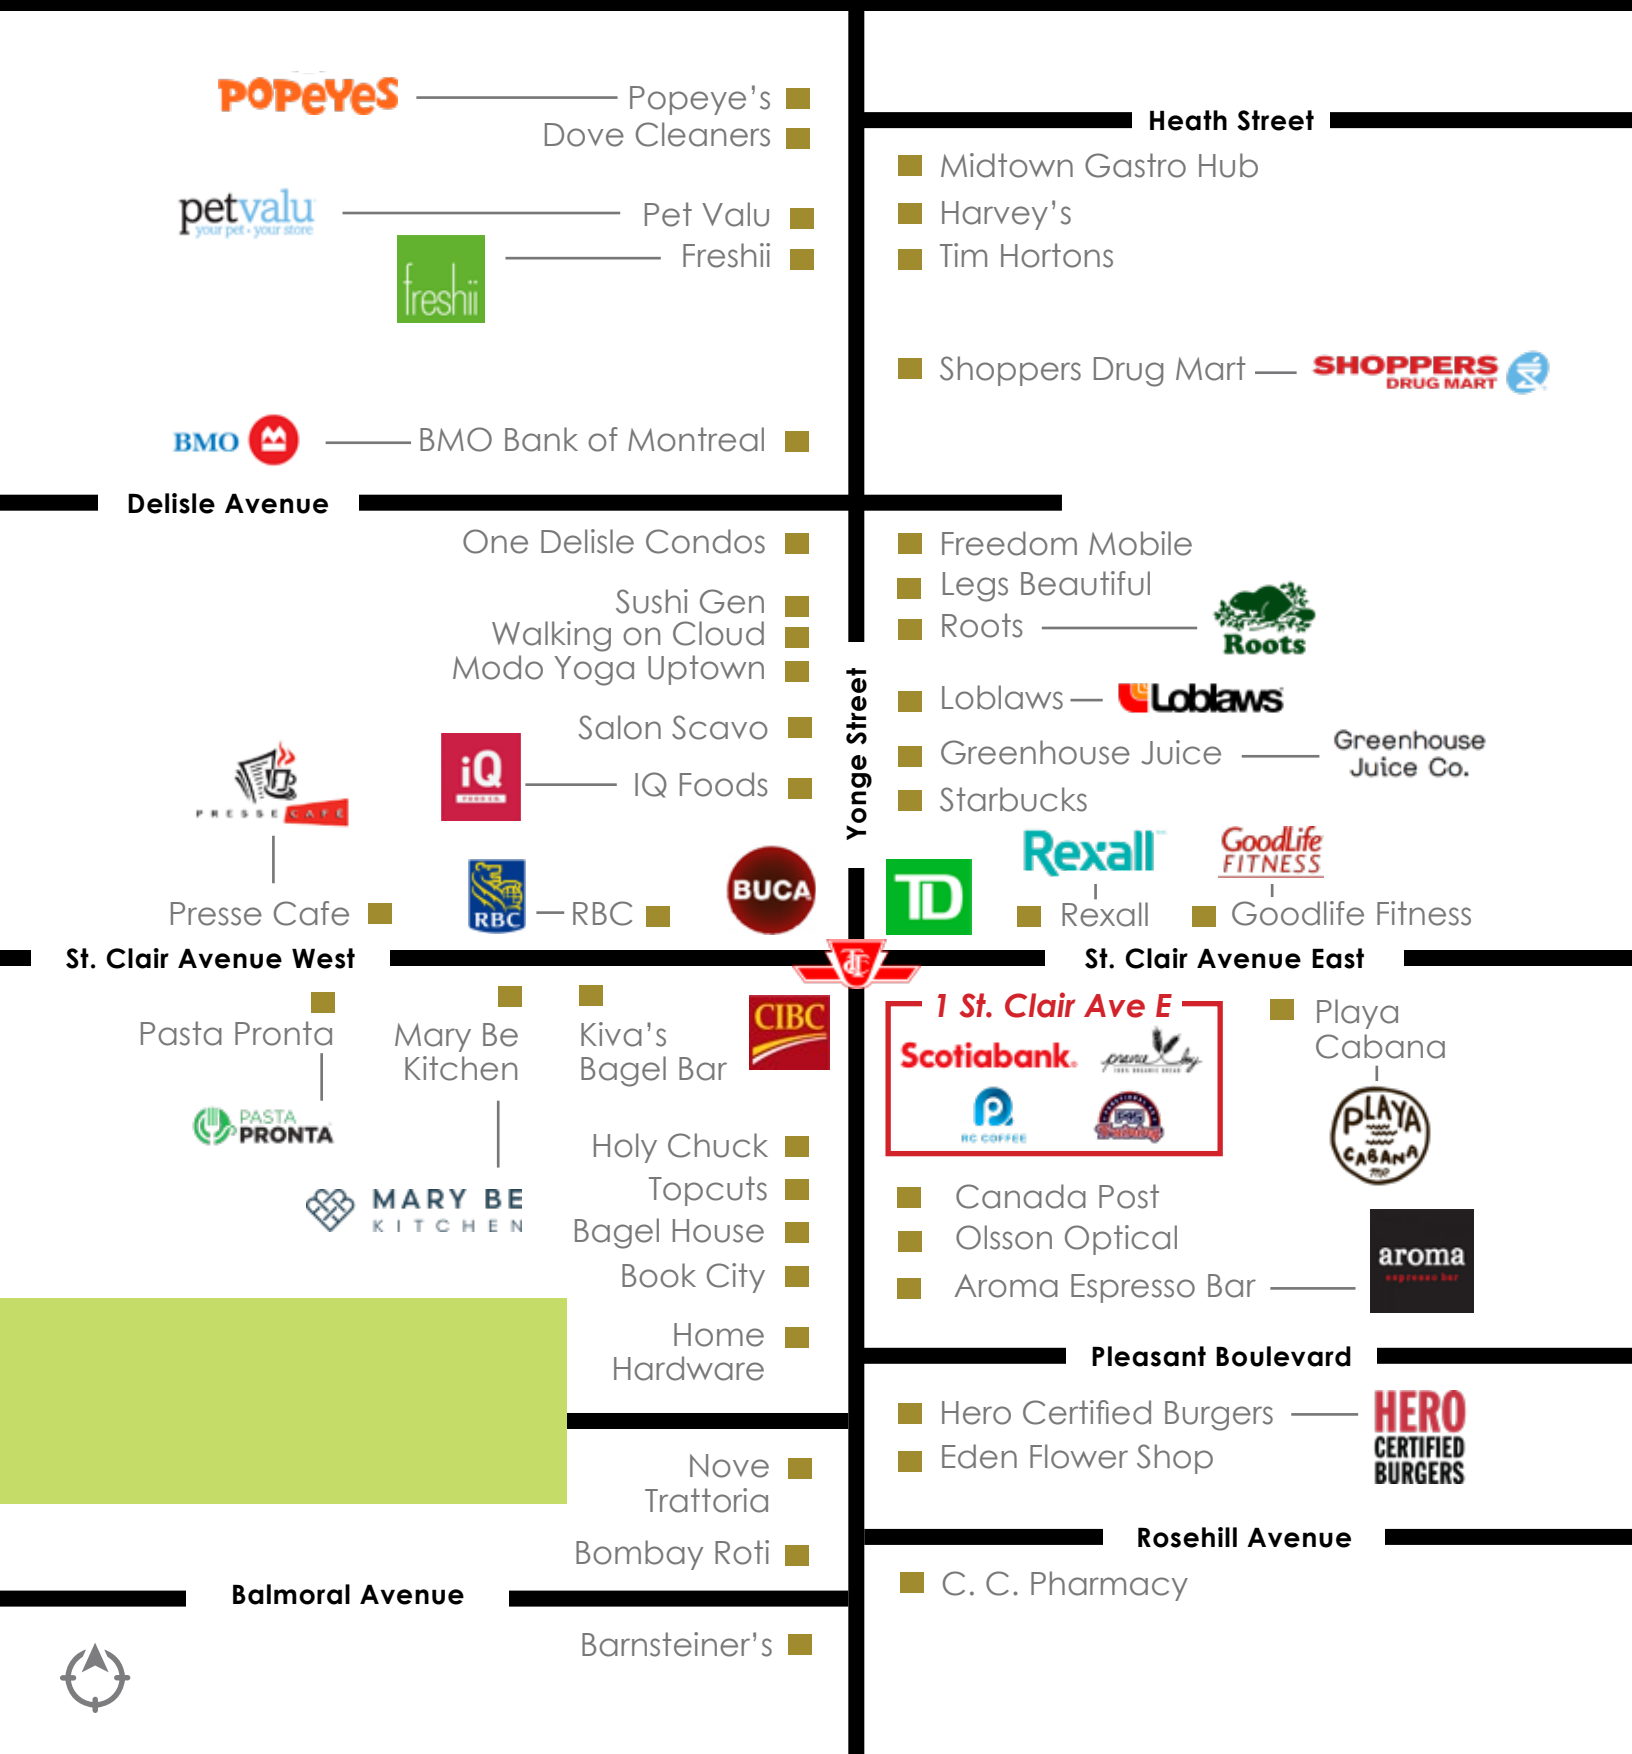 POPEYES
Popeye's
Dove Cleaners
petvalu
your pet • your store
Pet Valu
freshii
Freshii
BMO
BMO Bank of Montreal
Heath Street
Midtown Gastro Hub
Harvey's
Tim Hortons
Shoppers Drug Mart
SHOPPERS
DRUG MART
Delisle Avenue
One Delisle Condos
Sushi Gen
Walking on Cloud
Modo Yoga Uptown
Salon Scavo
iQ
IQ Foods
PRESSE CAFÉ
Presse Cafe
RBC
RBC
BUCA
Yonge Street
Freedom Mobile
Legs Beautiful
Roots
Roots
Loblaws
Loblaws
Greenhouse Juice
Greenhouse
Juice Co.
Starbucks
TD
Rexall
Rexall
GoodLife
FITNESS
Goodlife Fitness
St. Clair Avenue West
St. Clair Avenue East
Pasta Pronta
PASTA
PRONTA
Mary Be
Kitchen
MARY BE
KITCHEN
Kiva's
Bagel Bar
CIBC
1 St. Clair Ave E
Scotiabank
RC COFFEE
F45
Training
Playa
Cabana
PLAYA
CABANA
Holy Chuck
Topcuts
Bagel House
Book City
Home
Hardware
Canada Post
Olsson Optical
Aroma Espresso Bar
aroma
espresso bar
Pleasant Boulevard
Hero Certified Burgers
Eden Flower Shop
HERO
CERTIFIED
BURGERS
Nove
Trattoria
Bombay Roti
Rosehill Avenue
C. C. Pharmacy
Balmoral Avenue
Barnsteiner's